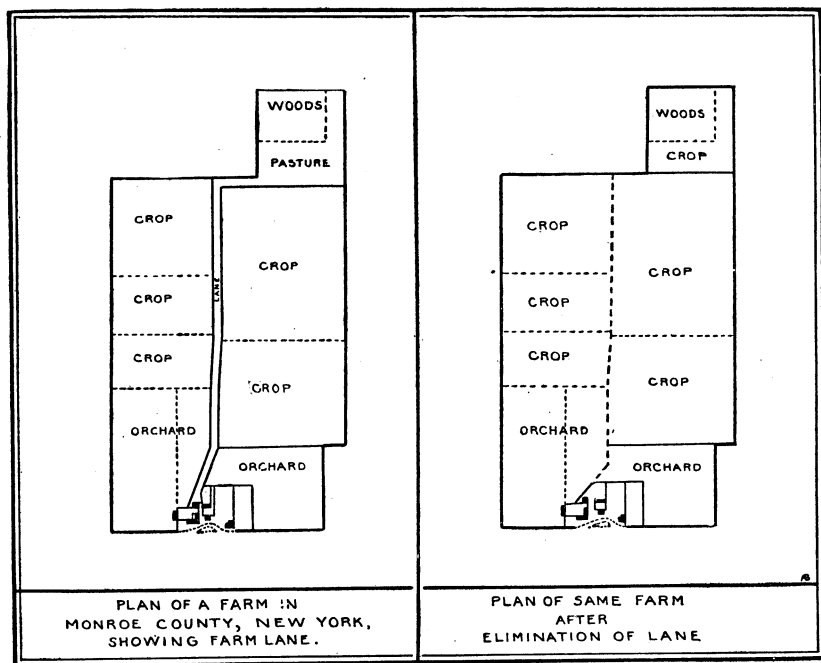 WOODS
PASTURE
CROP
CROP
LANE
CROP
CROP
CROP
ORCHARD
ORCHARD
PLAN OF A FARM IN
MONROE COUNTY, NEW YORK,
SHOWING FARM LANE.
WOODS
CROP
CROP
CROP
CROP
CROP
CROP
ORCHARD
ORCHARD
PLAN OF SAME FARM
AFTER
ELIMINATION OF LANE